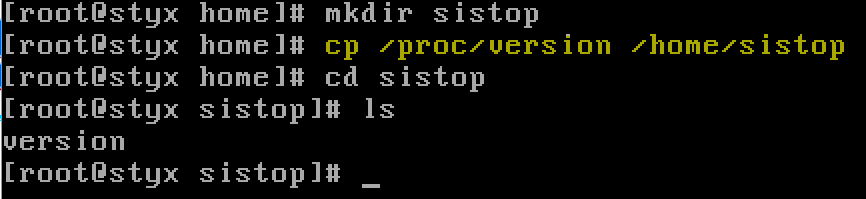 [root@styx home]# mkdir sistop
[root@styx home]# cp /proc/version /home/sistop
[root@styx home]# cd sistop
[root@styx sistop]# ls
version
[root@styx sistop]# _